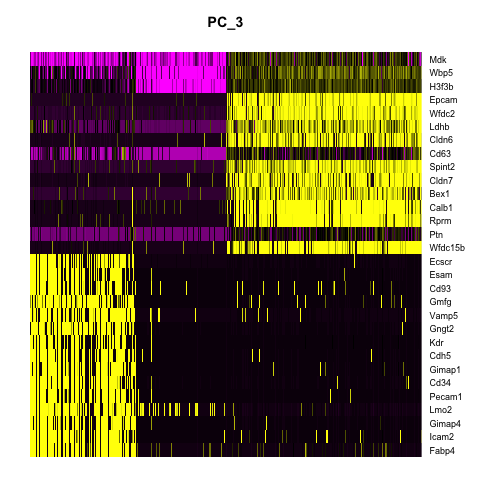 PC_3
Mdk
Wbp5
H3f3b
Epcam
Wfdc2
Ldhb
Cldn6
Cd63
Spint2
Cldn7
Bex1
Calb1
Rprm
Ptn
Wfdc15b
Ecscr
Esam
Cd93
Gmfg
Vamp5
Gngt2
Kdr
Cdh5
Gimap1
Cd34
Pecam1
Lmo2
Gimap4
Icam2
Fabp4